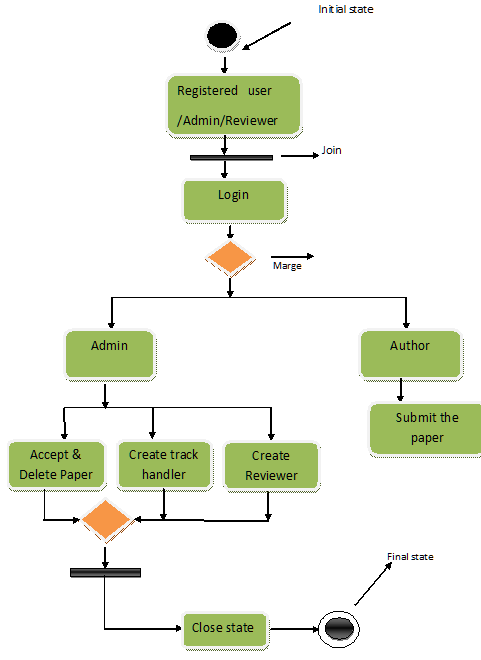 Initial state
Registered user
/Admin/Reviewer
Join
Login
Marge
Admin
Author
Submit the
paper
Accept &
Delete Paper
Create track
handler
Create
Reviewer
Final state
Close state